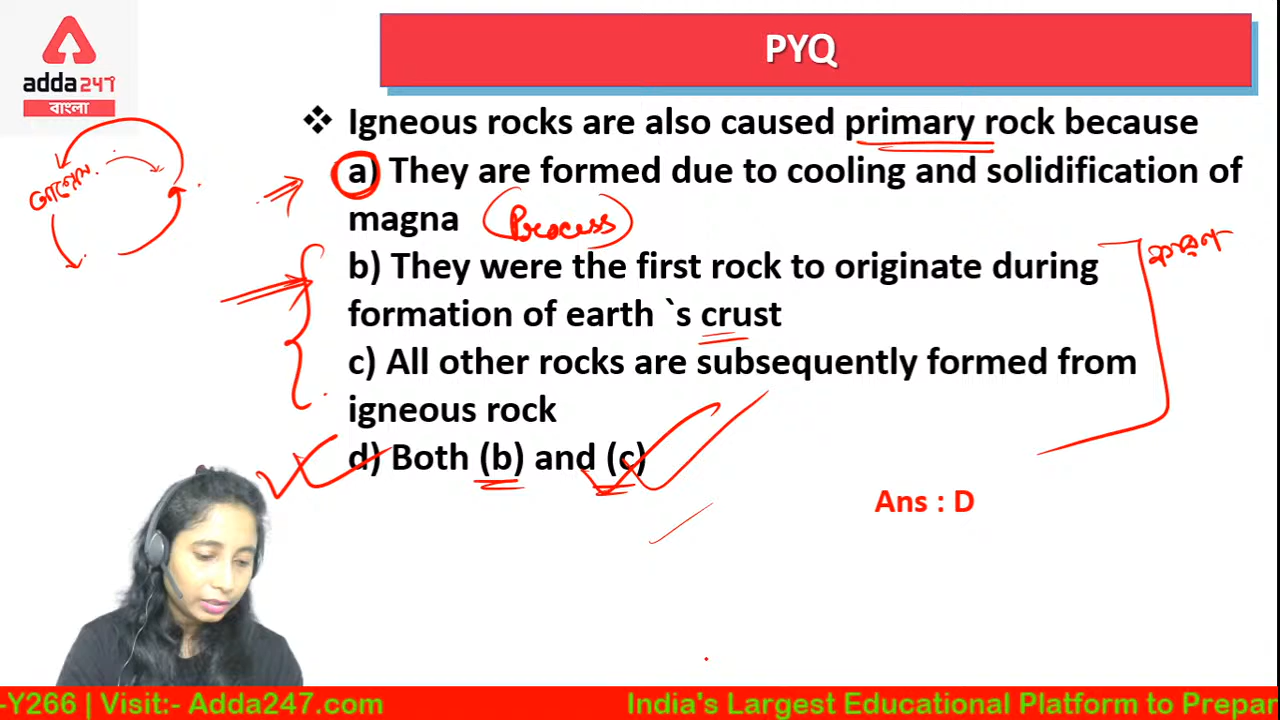 adda247
বাংলা
PYQ
❖ Igneous rocks are also caused primary rock because
a) They are formed due to cooling and solidification of
magna (Process)
b) They were the first rock to originate during
formation of earth `s crust
c) All other rocks are subsequently formed from
igneous rock
d) Both (b) and (c)
Ans : D
আগ্নেয়
কারণ
-Y266 | Visit:- Adda247.com
India's Largest Educational Platform to Prepar